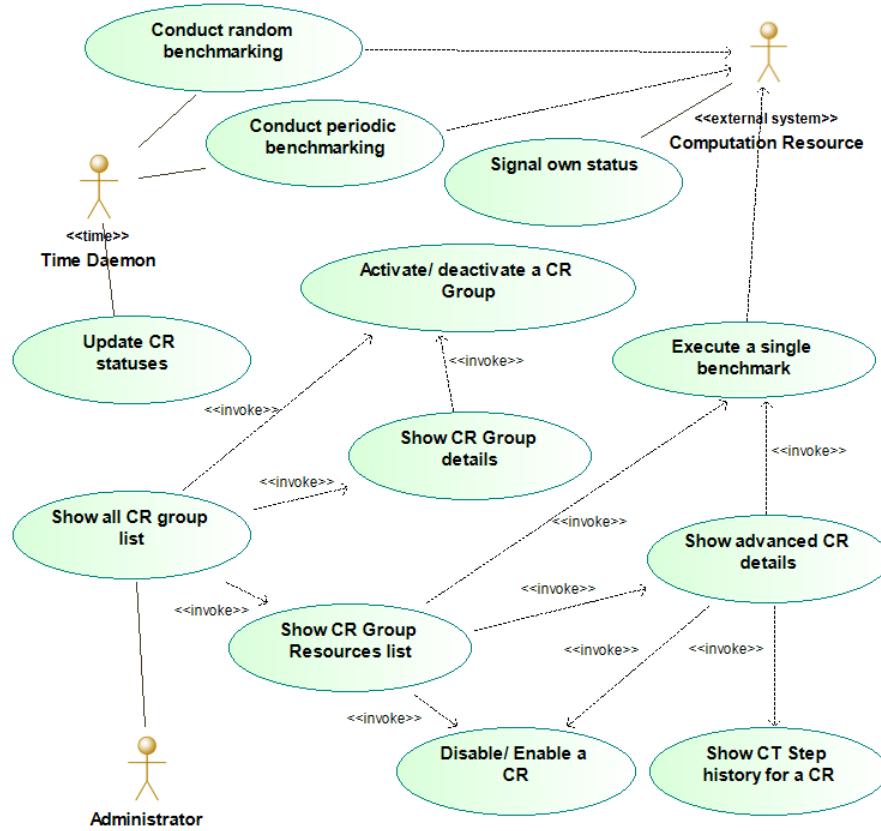 Conduct random
benchmarking
Conduct periodic
benchmarking
<<external system>>
Computation Resource
Signal own status
<<time>>
Time Daemon
Activate/ deactivate a CR
Group
Update CR
statuses
Execute a single
benchmark
<<invoke>>
<<invoke>>
Show CR Group
details
<<invoke>>
<<invoke>>
Show all CR group
list
<<invoke>>
Show advanced CR
details
<<invoke>>
<<invoke>>
Show CR Group
Resources list
<<invoke>>
<<invoke>>
<<invoke>>
Disable/ Enable a
CR
Show CT Step
history for a CR
Administrator